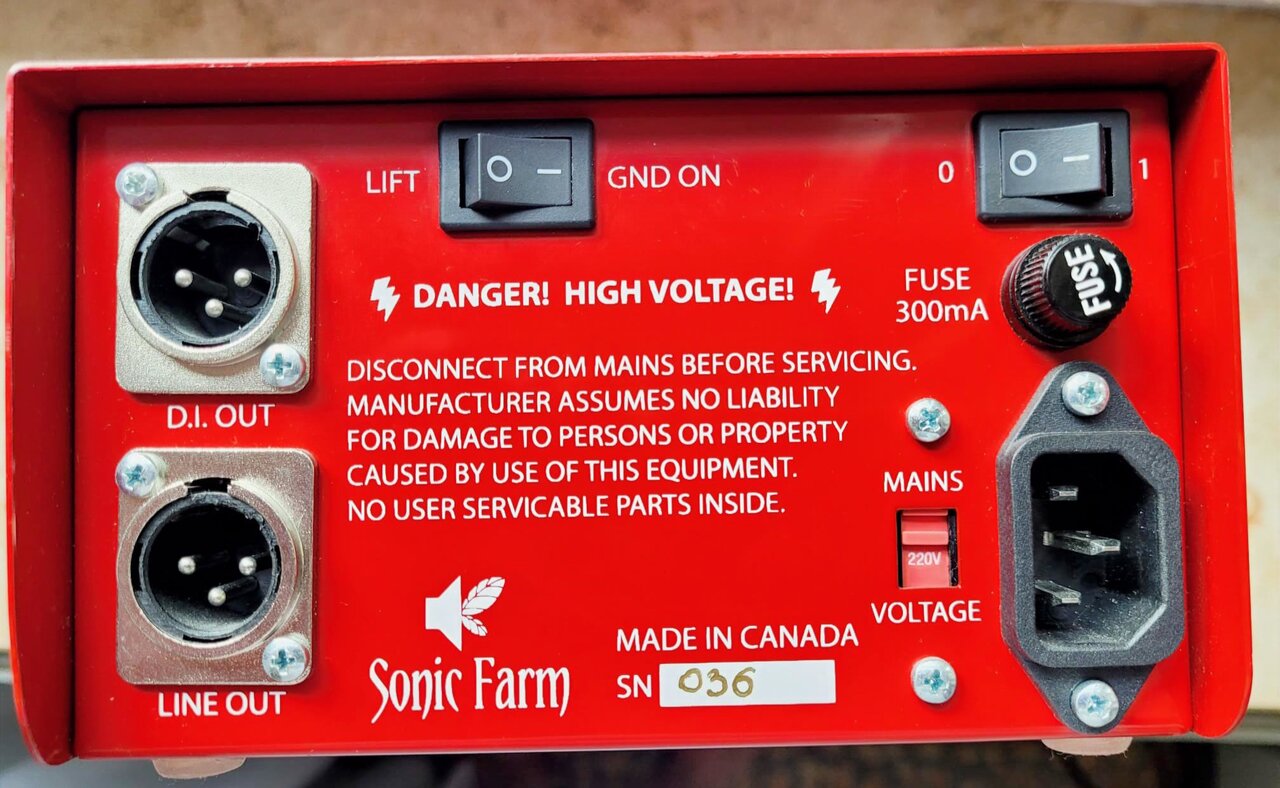 LIFT O — GND ON
0 O — 1
DANGER! HIGH VOLTAGE!
FUSE
300mA
FUSE
DISCONNECT FROM MAINS BEFORE SERVICING.
MANUFACTURER ASSUMES NO LIABILITY
FOR DAMAGE TO PERSONS OR PROPERTY
CAUSED BY USE OF THIS EQUIPMENT.
NO USER SERVICABLE PARTS INSIDE.
D.I. OUT
LINE OUT
MAINS
220V
VOLTAGE
Sonic Farm
MADE IN CANADA
SN 036